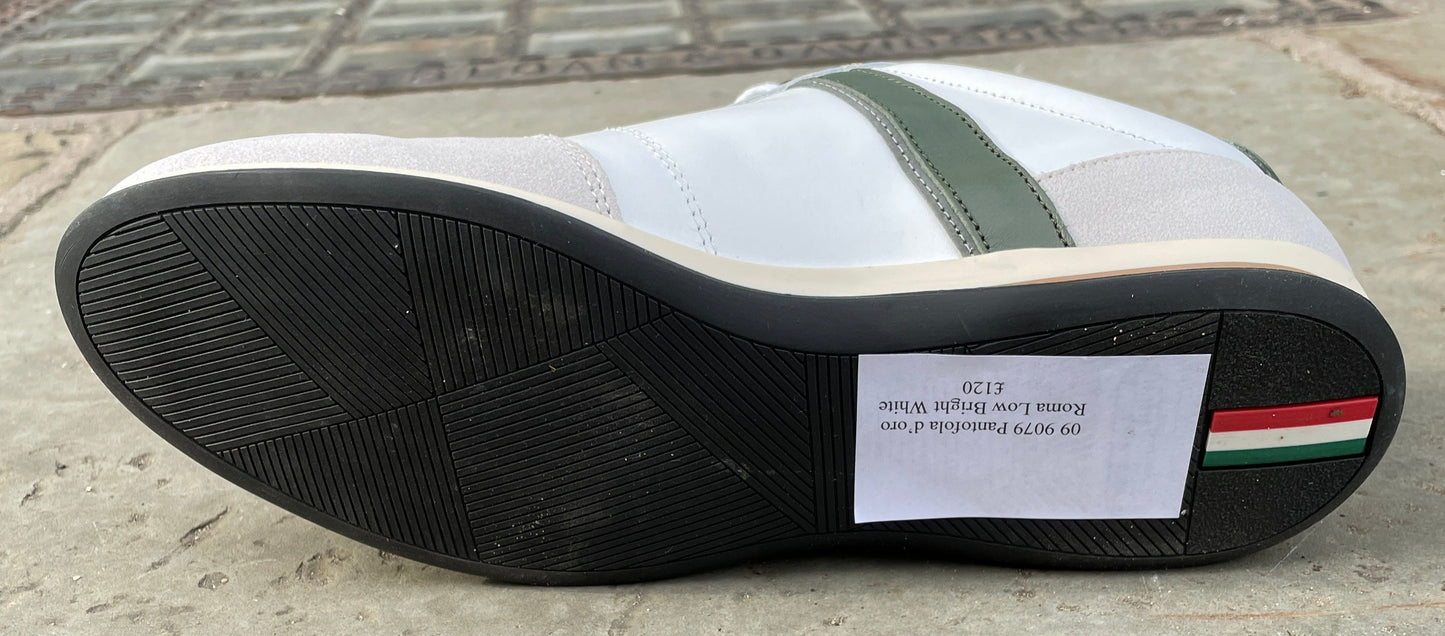 09 9079 Pantofola d'oro
Roma Low Bright White
£120